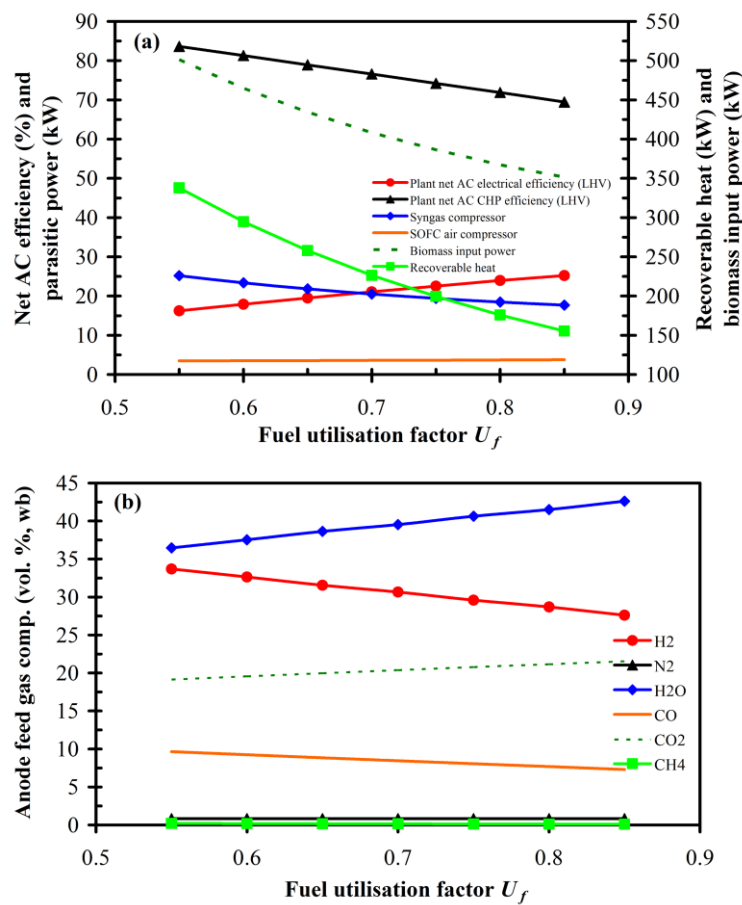 (a)
Net AC efficiency (%) and
parasitic power (kW)
90
80
70
60
50
40
30
20
10
0
550
500
450
400
350
300
250
200
150
100
Recoverable heat (kW) and
biomass input power (kW)
Plant net AC electrical efficiency (LHV)
Plant net AC CHP efficiency (LHV)
Syngas compressor
SOFC air compressor
Biomass input power
Recoverable heat
0.5 0.6 0.7 0.8 0.9
Fuel utilisation factor U_f
(b)
Anode feed gas comp. (vol. %, wb)
45
40
35
30
25
20
15
10
5
0
H2
N2
H2O
CO
CO2
CH4
0.5 0.6 0.7 0.8 0.9
Fuel utilisation factor U_f